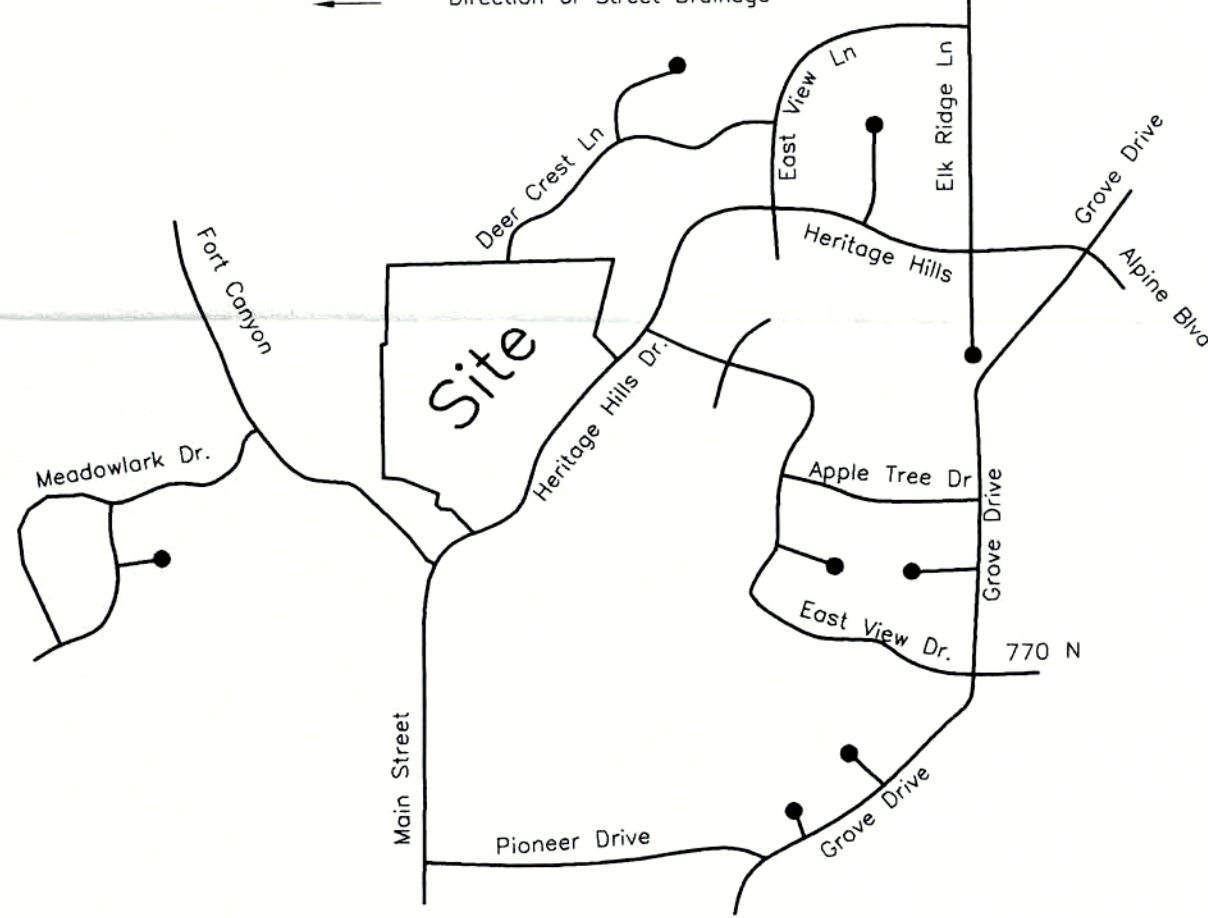 Direction of Street Drainage
East View Ln
Elk Ridge Ln
Grove Drive
Deer Crest Ln
Heritage Hills
Alpine Blvd
Fort Canyon
Site
Heritage Hills Dr.
Meadowlark Dr.
Apple Tree Dr
Grove Drive
East View Dr.
770 N
Main Street
Pioneer Drive
Grove Drive